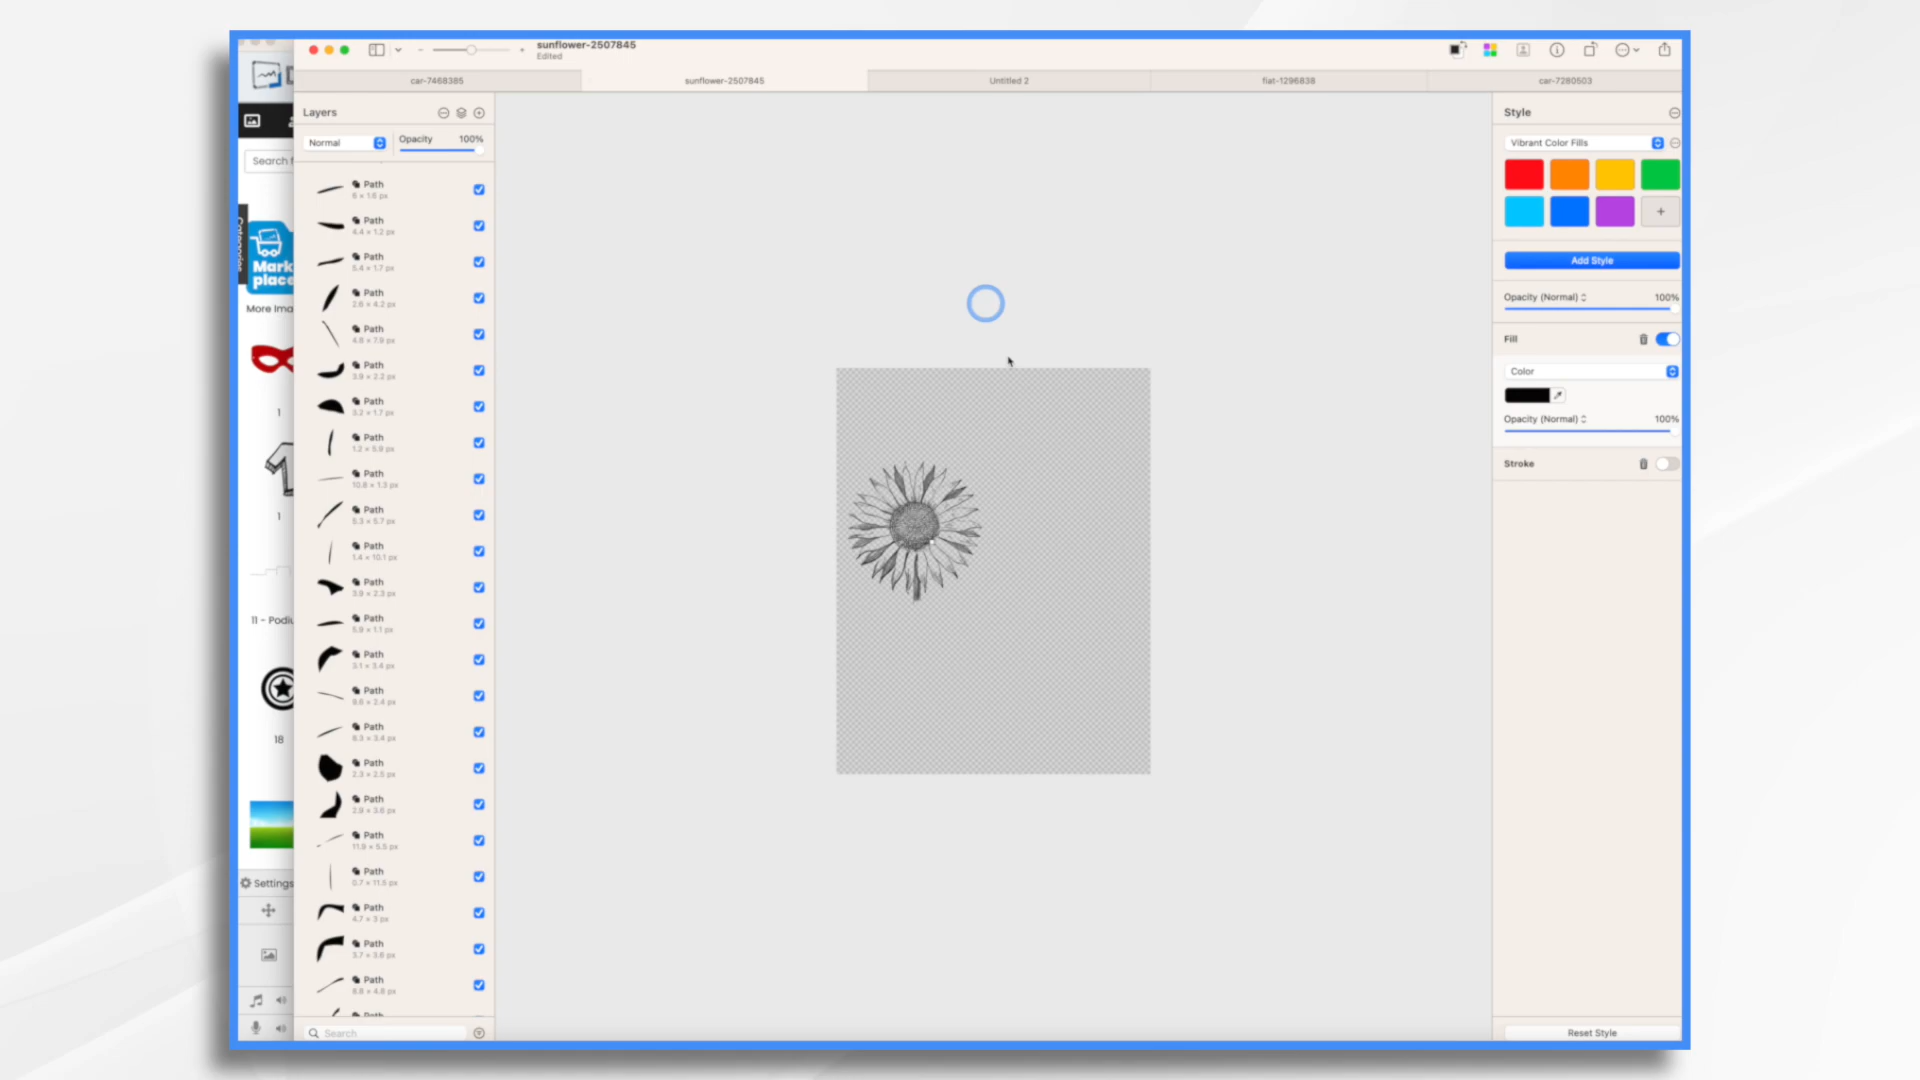 sunflower-2507845
Edited
car-7468385
sunflower-2507845
Untitled 2
fiat-1296838
car-7280503
Search f
Categories
Mark
place
More Ima
1
1
11 - Podiu
18
Settings
Layers
Normal
Opacity 100%
Path
6 × 1.6 px
Path
4.4 × 1.2 px
Path
5.4 × 1.7 px
Path
2.6 × 4.2 px
Path
4.8 × 7.9 px
Path
3.9 × 2.2 px
Path
3.2 × 1.7 px
Path
1.2 × 5.9 px
Path
10.8 × 1.3 px
Path
5.3 × 5.7 px
Path
1.4 × 10.1 px
Path
3.9 × 2.3 px
Path
5.9 × 1.1 px
Path
3.1 × 3.4 px
Path
9.6 × 2.4 px
Path
8.3 × 3.4 px
Path
2.3 × 2.5 px
Path
2.9 × 3.6 px
Path
11.9 × 5.5 px
Path
0.7 × 11.5 px
Path
4.7 × 3 px
Path
3.7 × 3.6 px
Path
6.8 × 4.8 px
Path
Search
Style
Vibrant Color Fills
Add Style
Opacity (Normal) 100%
Fill
Color
Opacity (Normal) 100%
Stroke
Reset Style